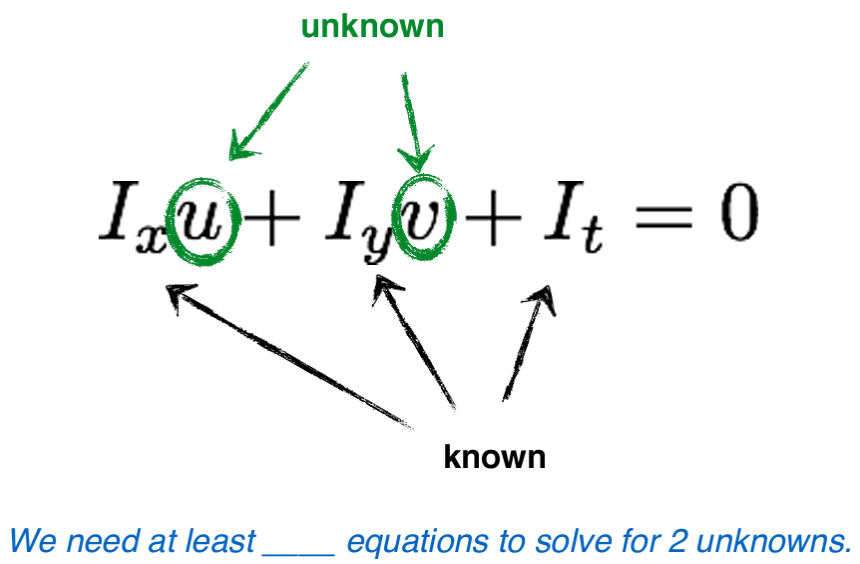 unknown
I_x u + I_y v + I_t = 0
known
We need at least ____ equations to solve for 2 unknowns.